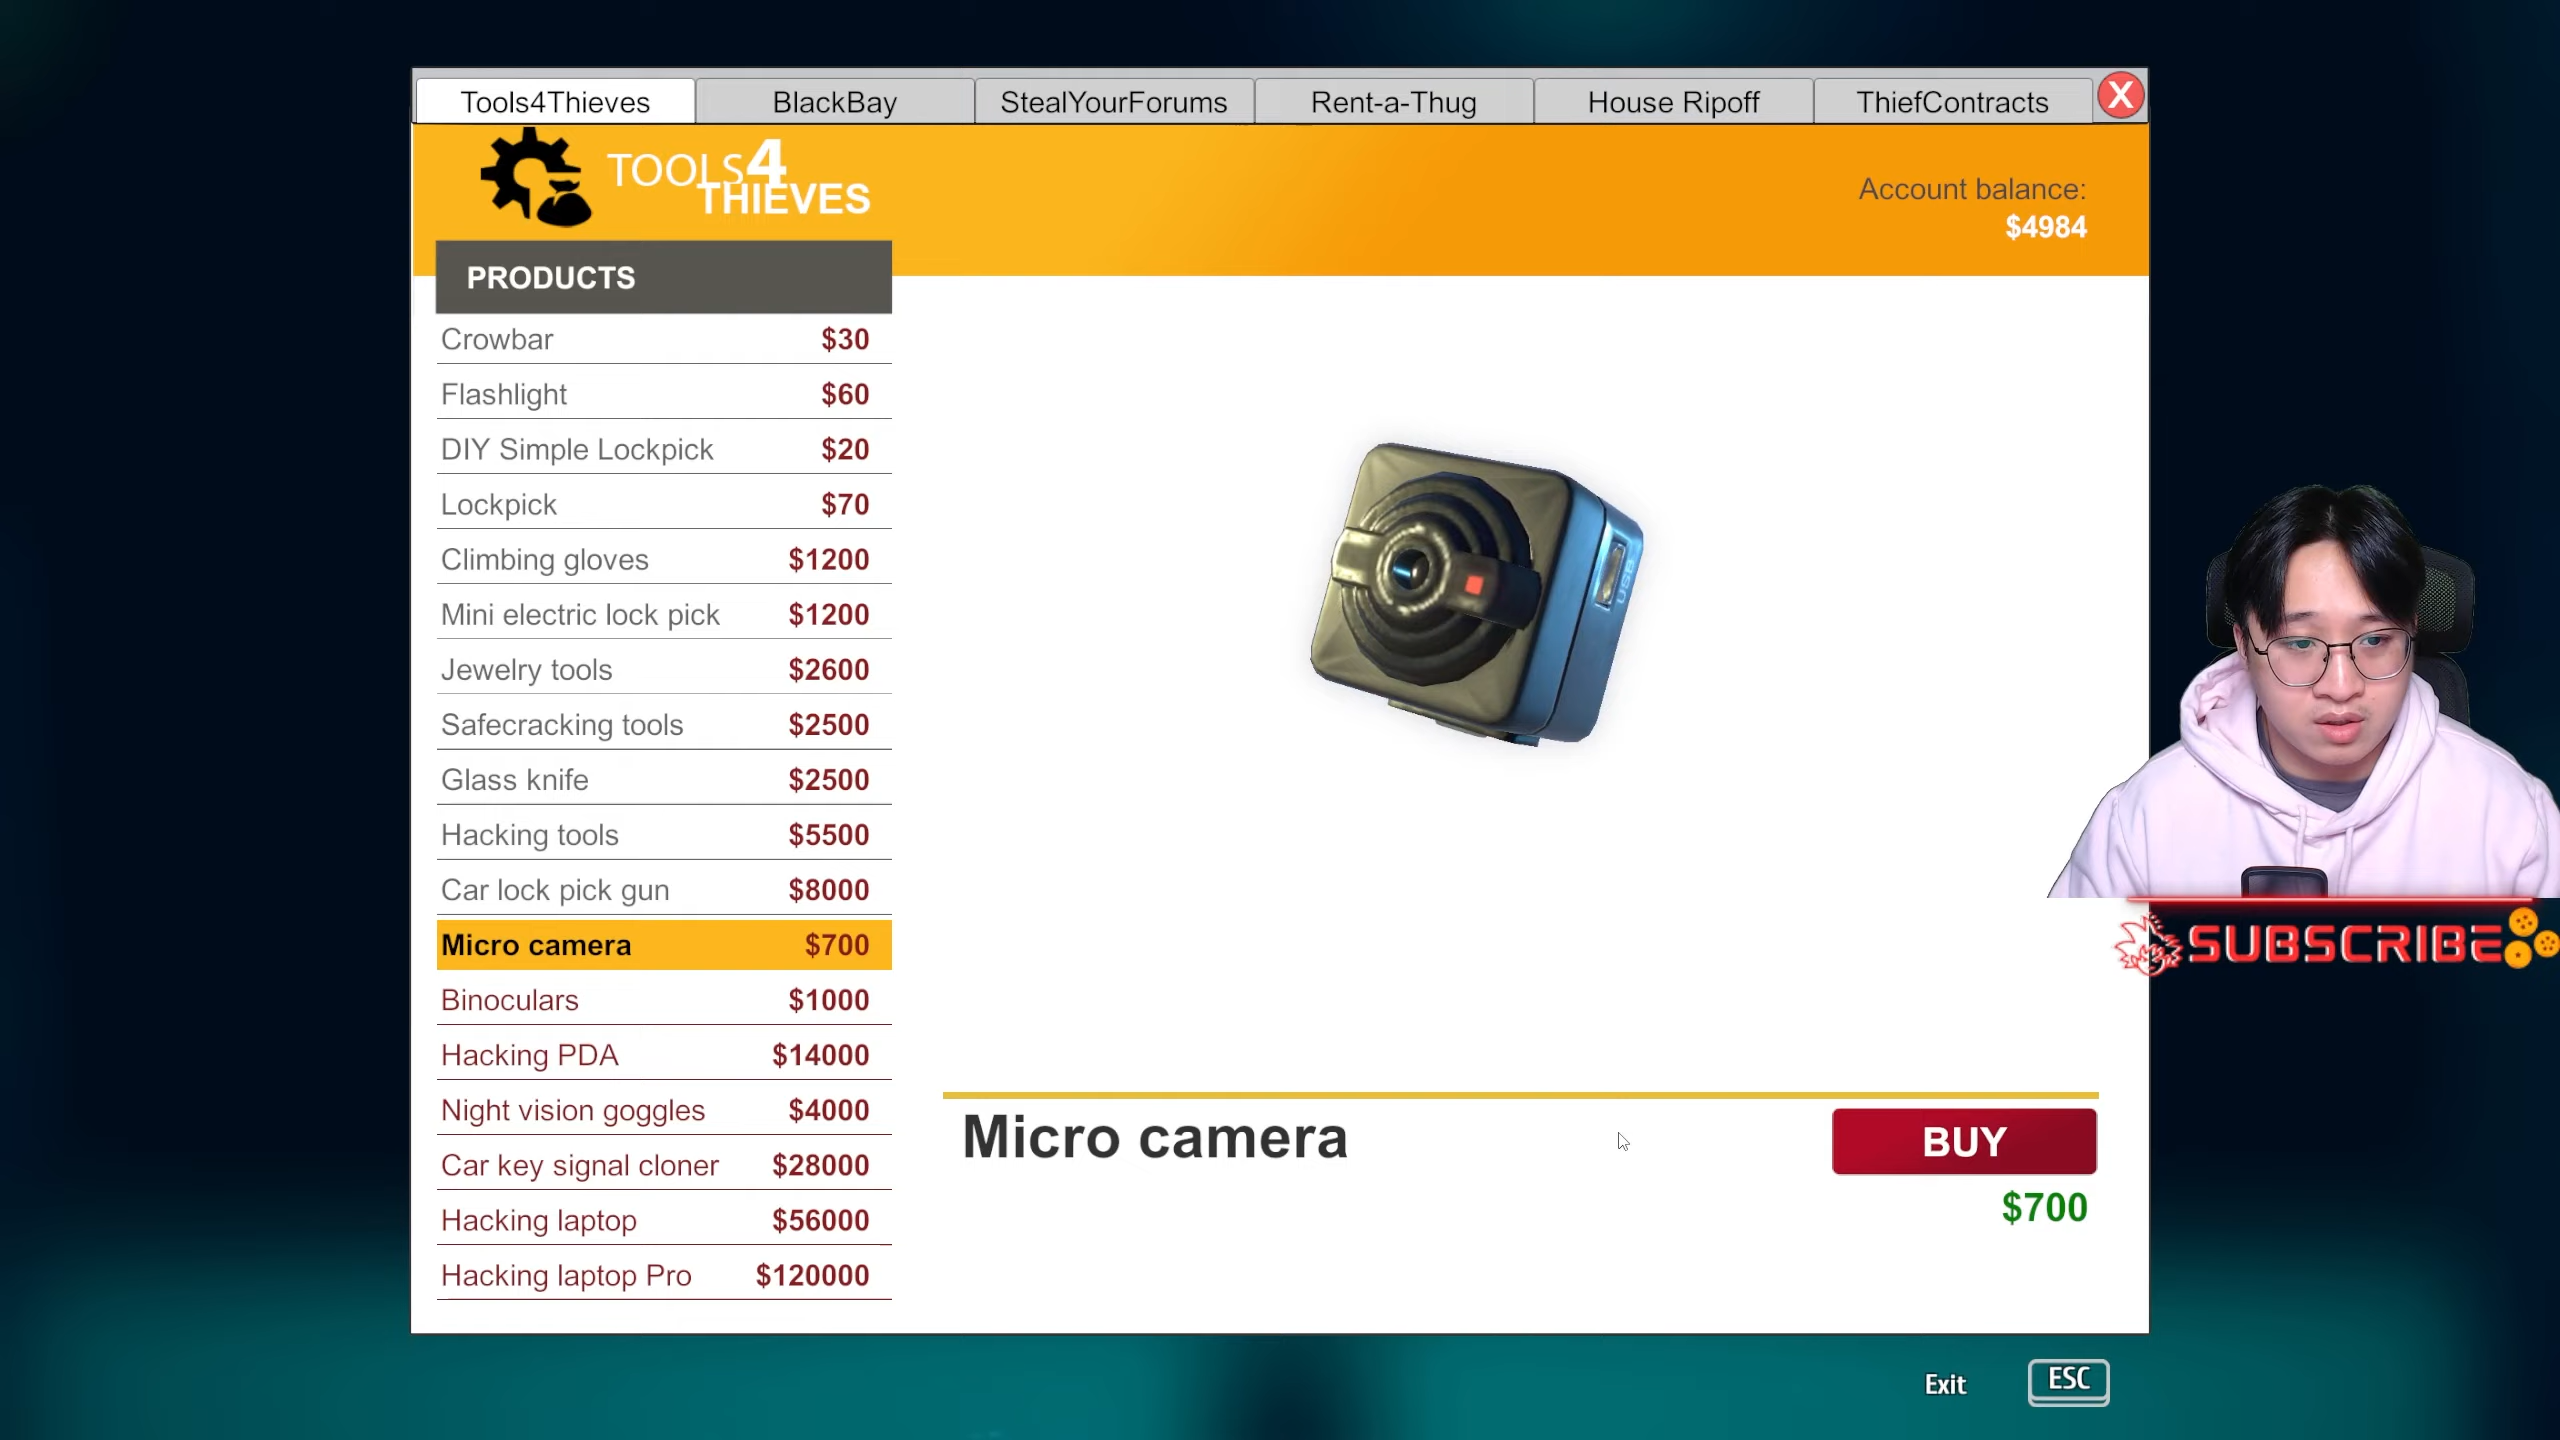 Tools4Thieves BlackBay StealYourForums Rent-a-Thug House Ripoff ThiefContracts X
TOOLS4
THIEVES
Account balance:
$4984
PRODUCTS
Crowbar $30
Flashlight $60
DIY Simple Lockpick $20
Lockpick $70
Climbing gloves $1200
Mini electric lock pick $1200
Jewelry tools $2600
Safecracking tools $2500
Glass knife $2500
Hacking tools $5500
Car lock pick gun $8000
Micro camera $700
Binoculars $1000
Hacking PDA $14000
Night vision goggles $4000
Car key signal cloner $28000
Hacking laptop $56000
Hacking laptop Pro $120000
USB
SUBSCRIBE
Micro camera
BUY
$700
Exit ESC